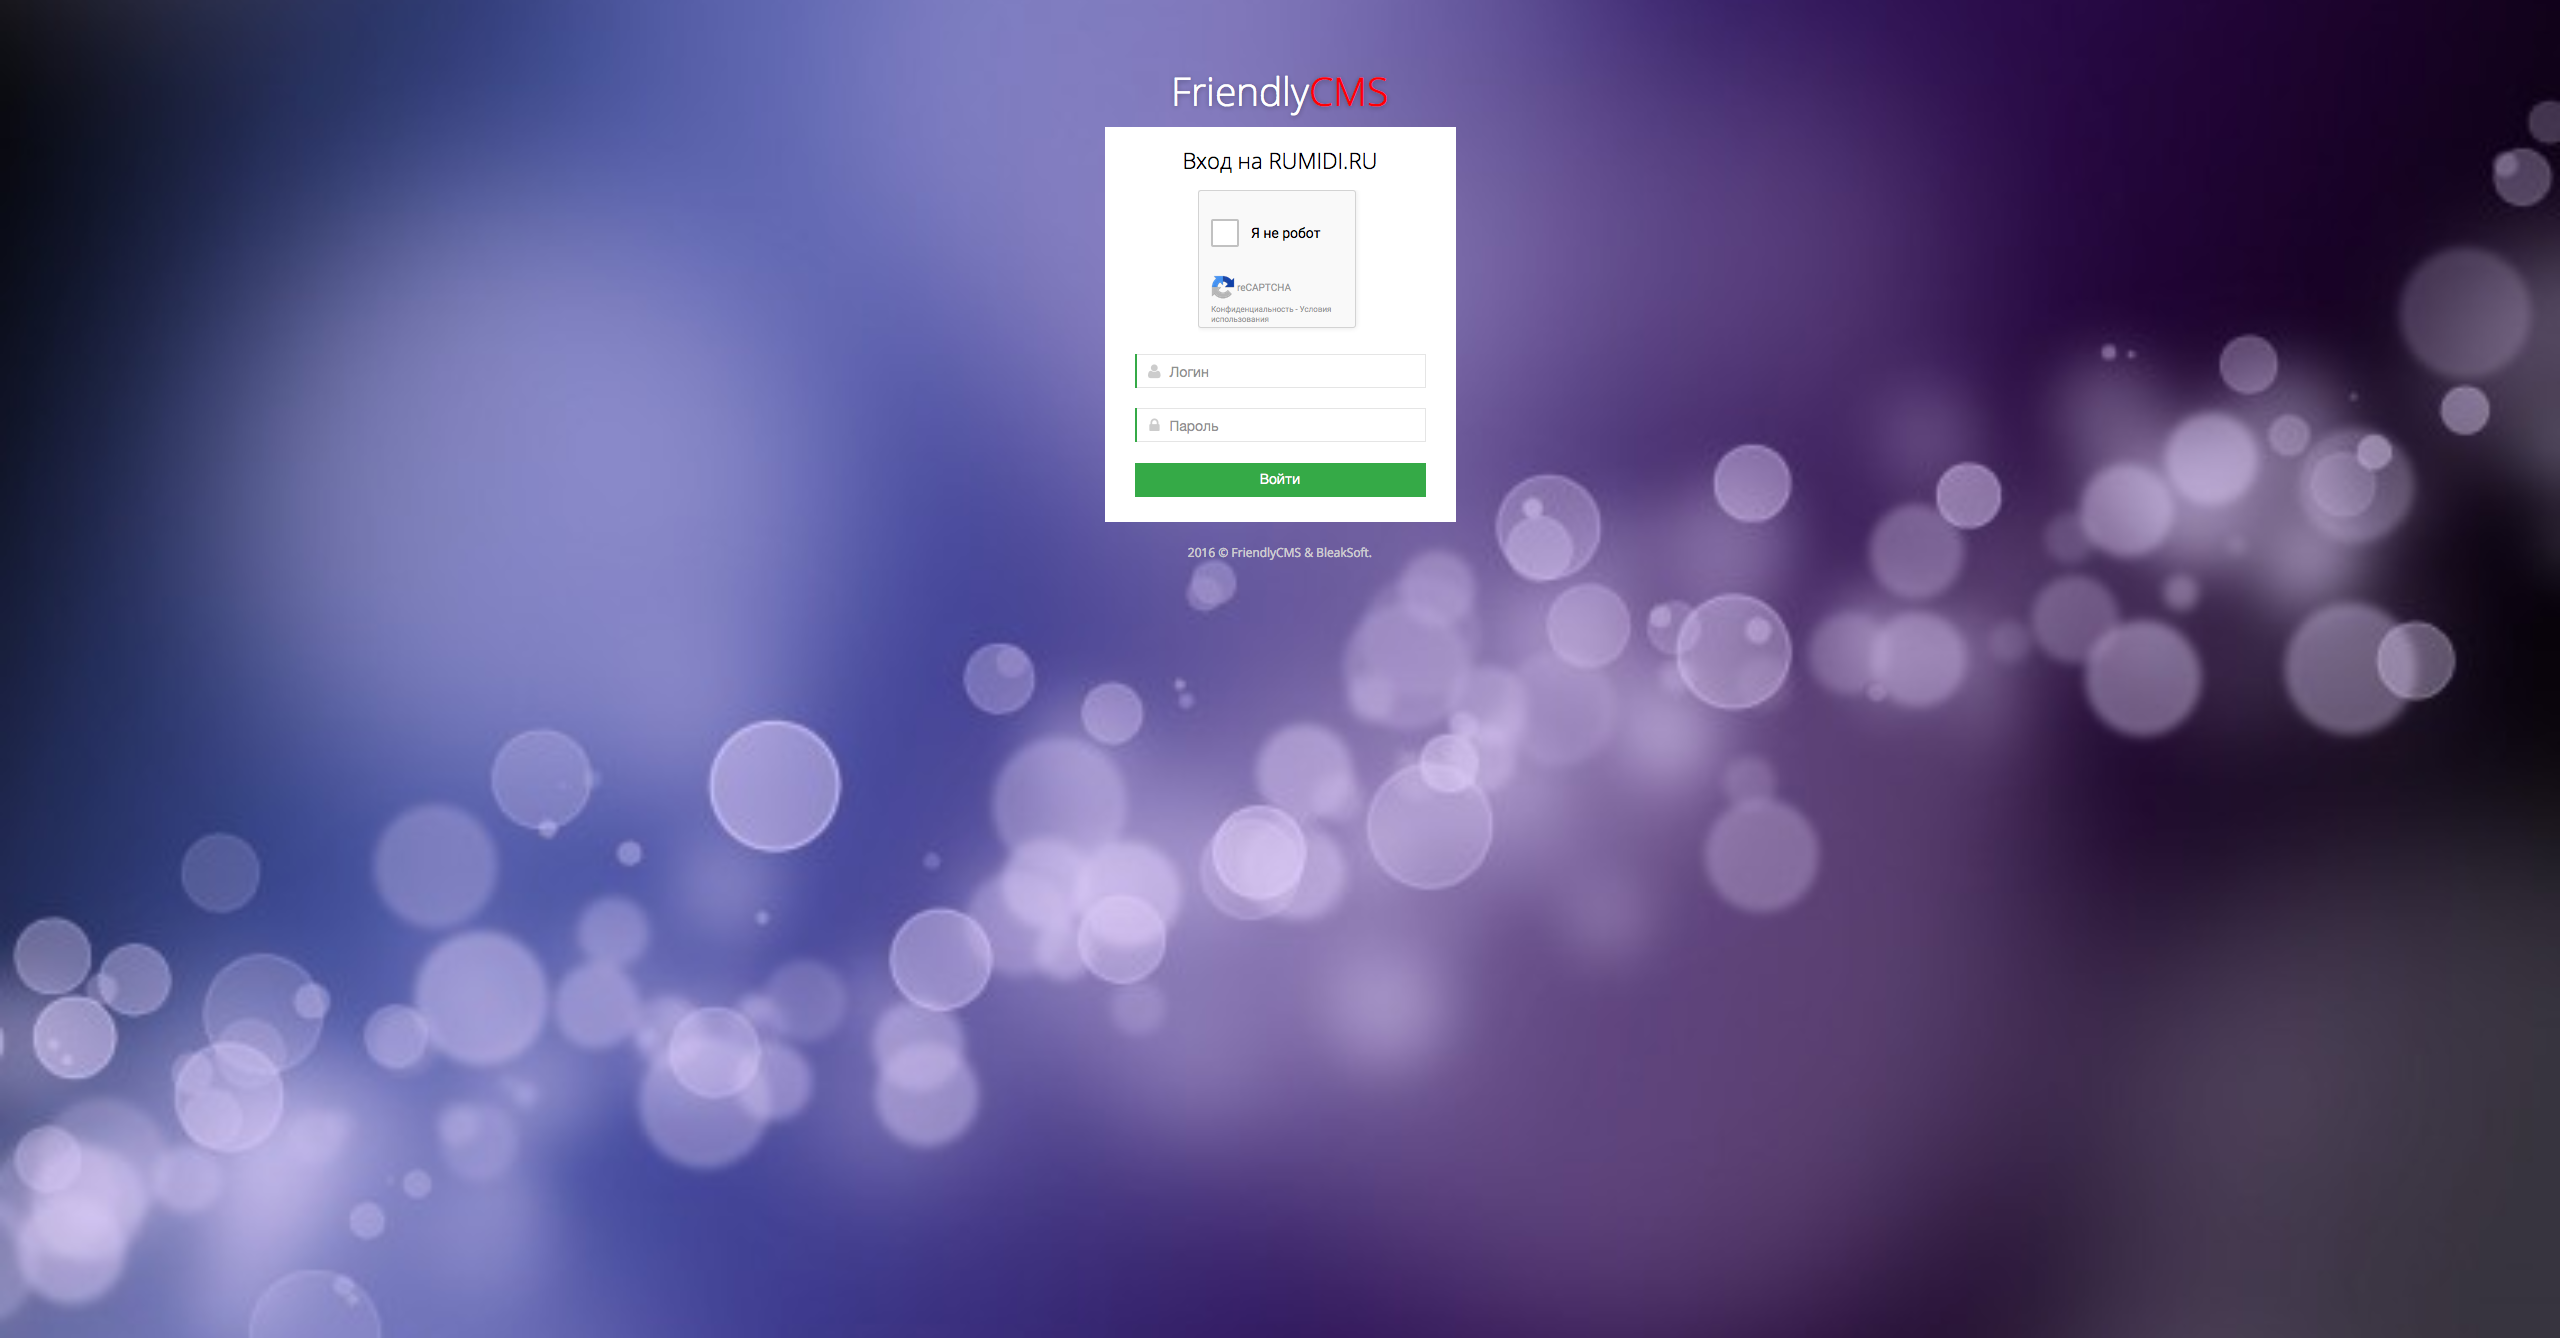 FriendlyCMS
Вход на RUMIDI.RU
Я не робот
reCAPTCHA
Конфиденциальность - Условия
использования
Логин
Пароль
Войти
2016 © FriendlyCMS & BleakSoft.